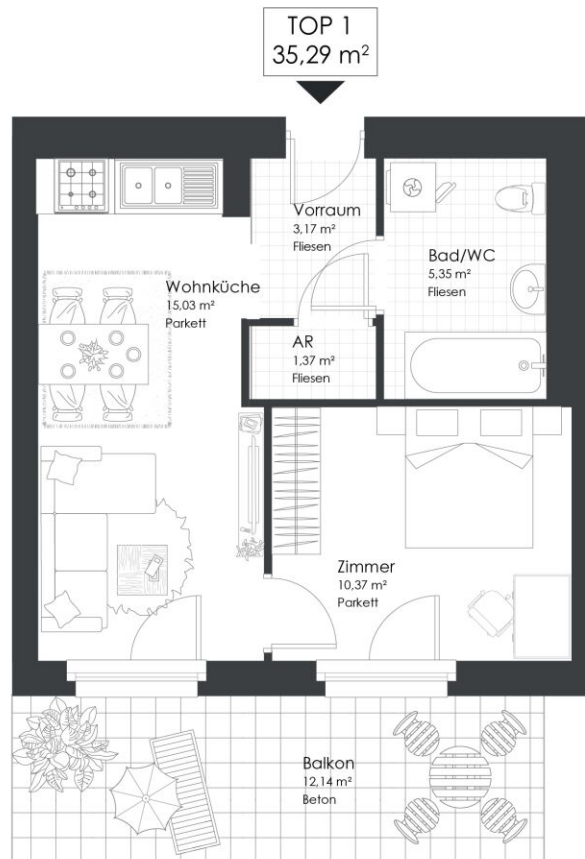 TOP 1
35,29 m²
Vorraum
3,17 m²
Fliesen
Bad/WC
5,35 m²
Fliesen
Wohnküche
15,03 m²
Parkett
AR
1,37 m²
Fliesen
Zimmer
10,37 m²
Parkett
Balkon
12,14 m²
Beton